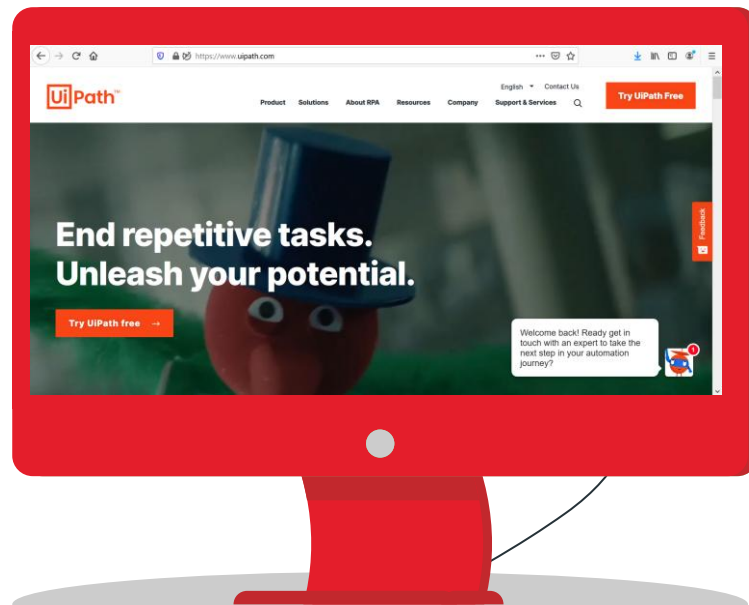 https://www.uipath.com
UiPath™
English Contact Us
Product Solutions About RPA Resources Company Support & Services
Try UiPath Free
End repetitive tasks.
Unleash your potential.
Try UiPath free →
Feedback
Welcome back! Ready get in
touch with an expert to take the
next step in your automation
journey?
1